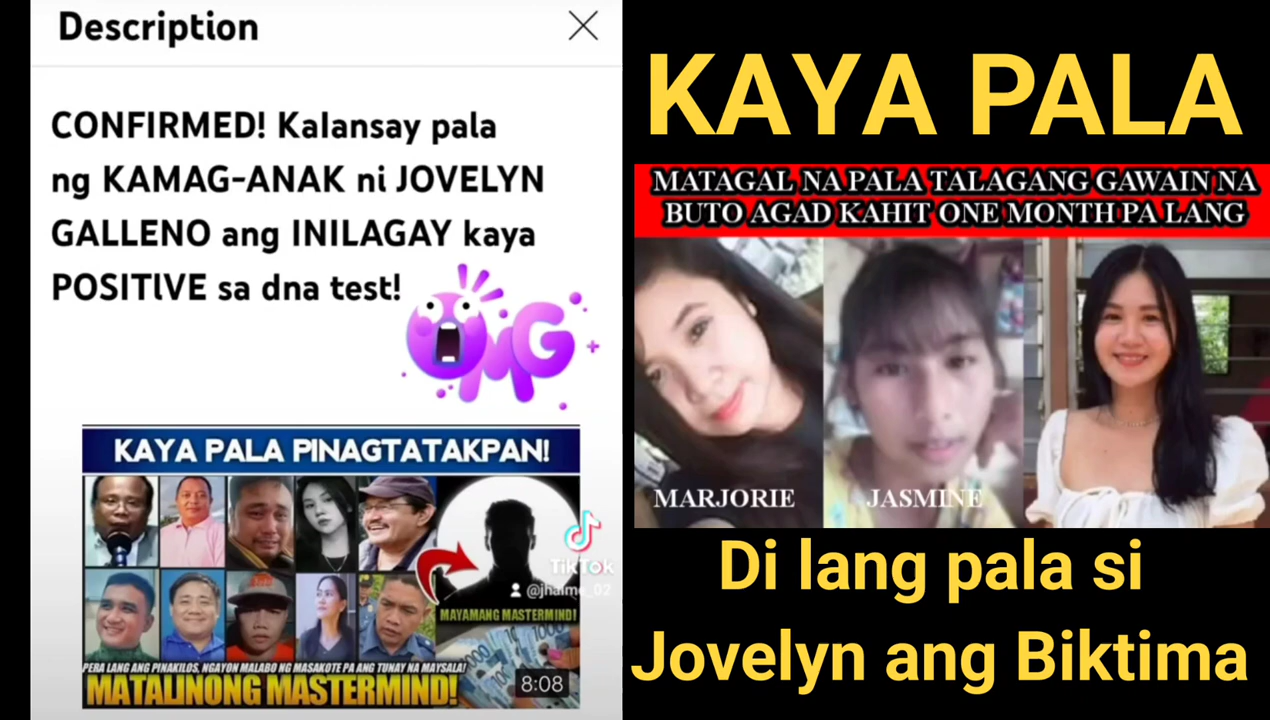 Description
CONFIRMED! Kalansay pala
ng KAMAG-ANAK ni JOVELYN
GALLENO ang INILAGAY kaya
POSITIVE sa dna test!
OMG
KAYA PALA PINAGTATAKPAN!
TikTok
@jhaime_02
MAYAMANG MASTERMIND!
PERA LANG ANG PINAKILOS, NGAYON MALABO NG MASAKOTE PA ANG TUNAY NA MAYSALA!
MATALINONG MASTERMIND!
8:08
KAYA PALA
MATAGAL NA PALA TALAGANG GAWAIN NA
BUTO AGAD KAHIT ONE MONTH PA LANG
MARJORIE
JASMINE
Di lang pala si
Jovelyn ang Biktima